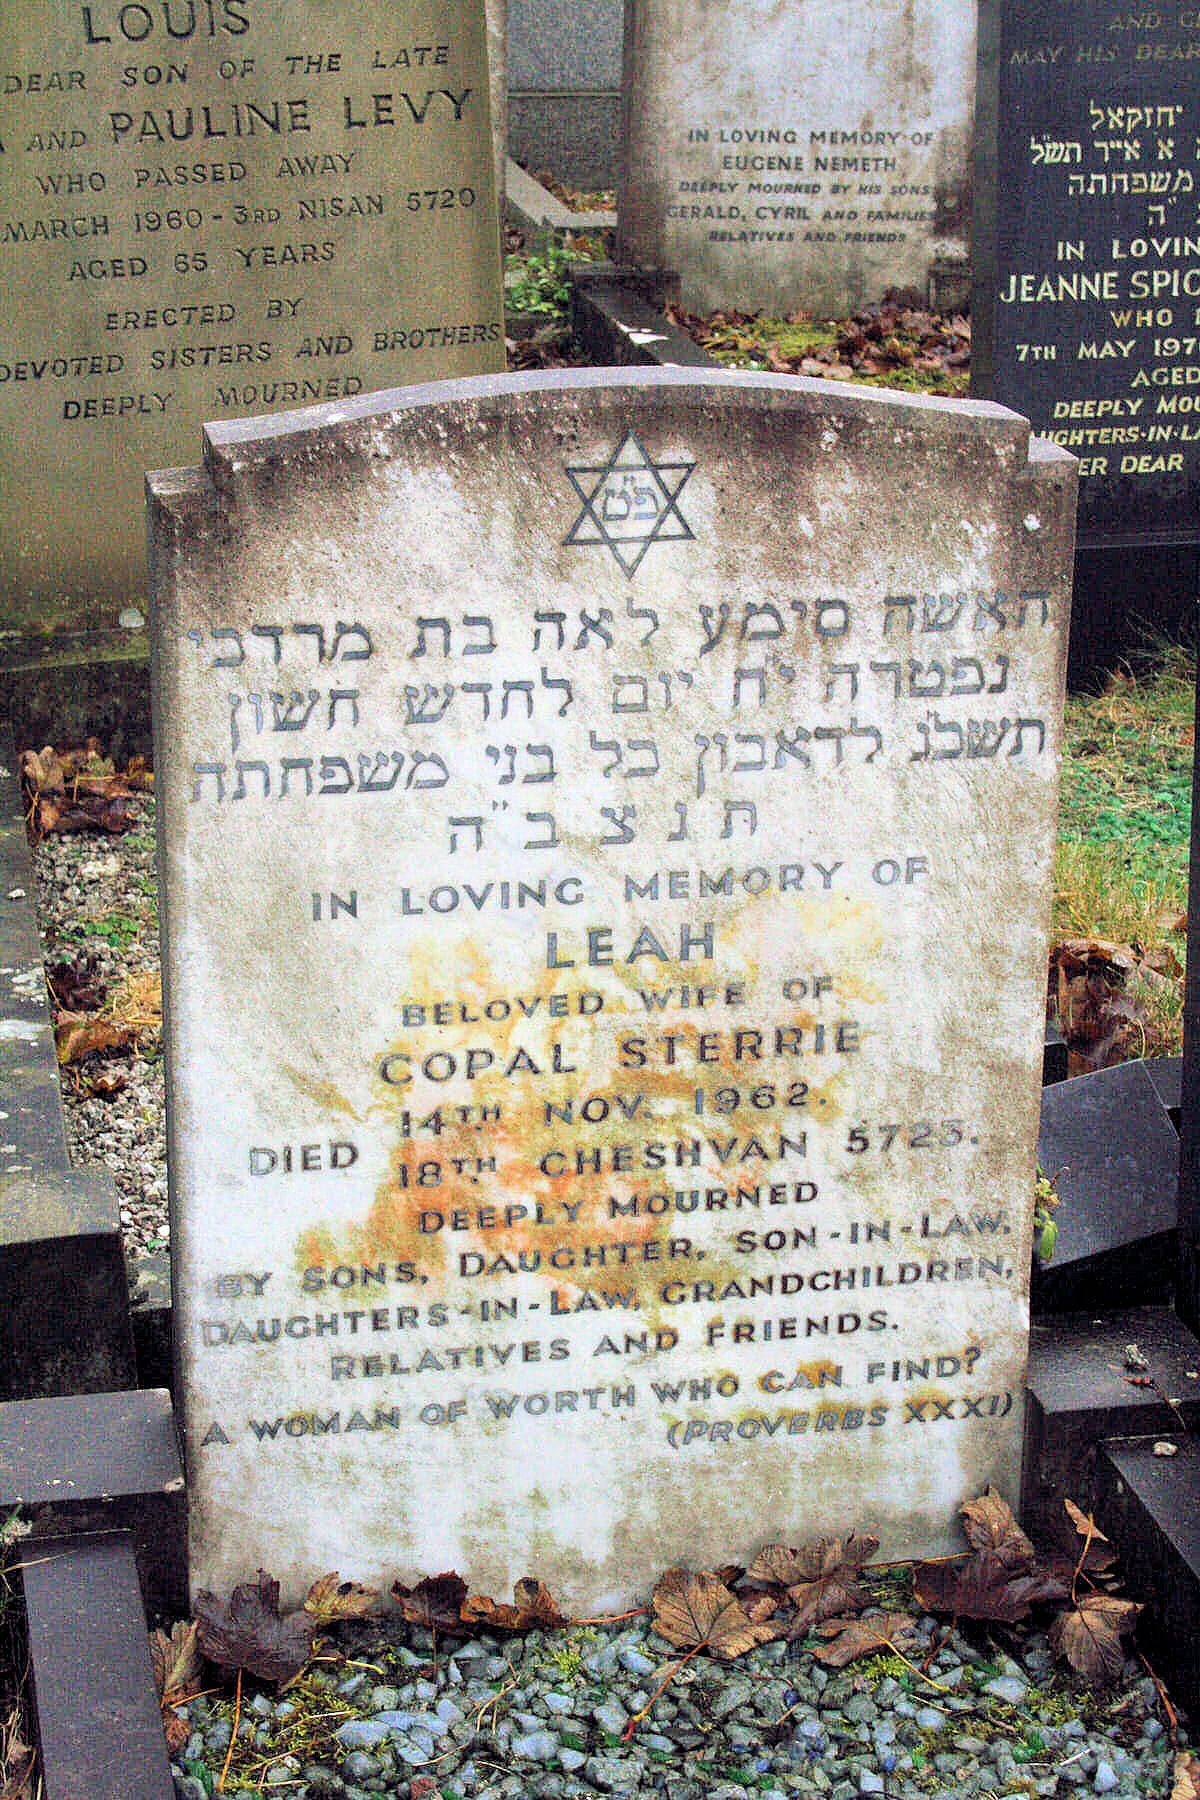 LOUIS
DEAR SON OF THE LATE
AND PAULINE LEVY
WHO PASSED AWAY
MARCH 1960 - 3RD NISAN 5720
AGED 65 YEARS
ERECTED BY
DEVOTED SISTERS AND BROTHERS
DEEPLY MOURNED
IN LOVING MEMORY OF
EUGENE NEMETH
DEEPLY MOURNED BY HIS SONS
GERALD, CYRIL AND FAMILIES
RELATIVES AND FRIENDS
AND
MAY HIS DEAR
יחזקאל
א אייר תש״ל
משפחתה
״ה
IN LOVIN
JEANNE SPIG
WHO
7TH MAY 197
AGED
DEEPLY MOU
UGHTERS-IN-LA
ER DEAR
פ״ט
האשה סימע לאה בת מרדכי
נפטרה י״ח יום לחדש חשון
תשכ״ג לדאבון כל בני משפחתה
ת נ צ ב״ה
IN LOVING MEMORY OF
LEAH
BELOVED WIFE OF
COPAL STERRIE
14TH NOV. 1962.
DIED
18TH CHESHVAN 5723.
DEEPLY MOURNED
BY SONS, DAUGHTER, SON-IN-LAW,
DAUGHTERS-IN-LAW, GRANDCHILDREN,
RELATIVES AND FRIENDS.
A WOMAN OF WORTH WHO CAN FIND?
(PROVERBS XXXI)